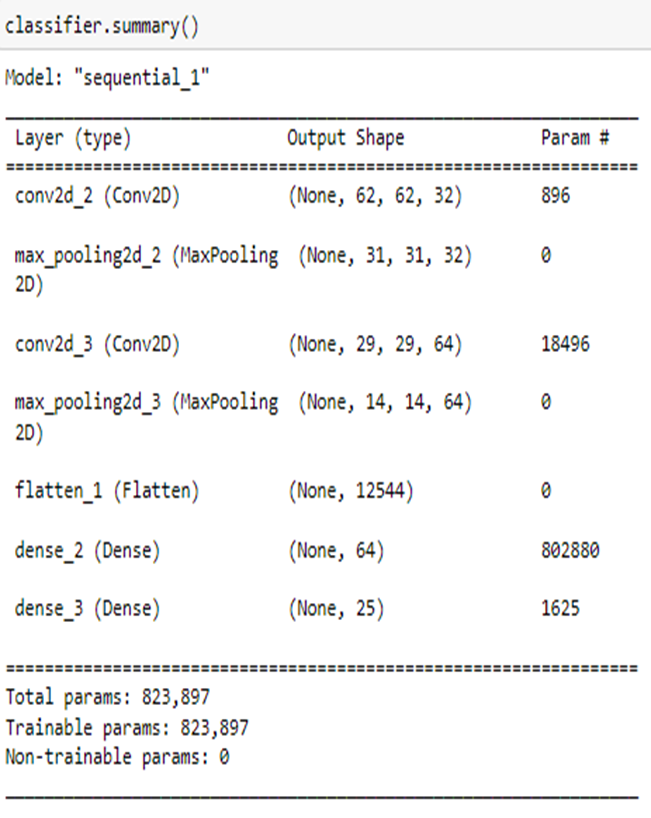 classifier.summary()
Model: "sequential_1"
Layer (type) Output Shape Param #
=================================================================
conv2d_2 (Conv2D) (None, 62, 62, 32) 896
max_pooling2d_2 (MaxPooling (None, 31, 31, 32) 0
2D)
conv2d_3 (Conv2D) (None, 29, 29, 64) 18496
max_pooling2d_3 (MaxPooling (None, 14, 14, 64) 0
2D)
flatten_1 (Flatten) (None, 12544) 0
dense_2 (Dense) (None, 64) 802880
dense_3 (Dense) (None, 25) 1625
=================================================================
Total params: 823,897
Trainable params: 823,897
Non-trainable params: 0